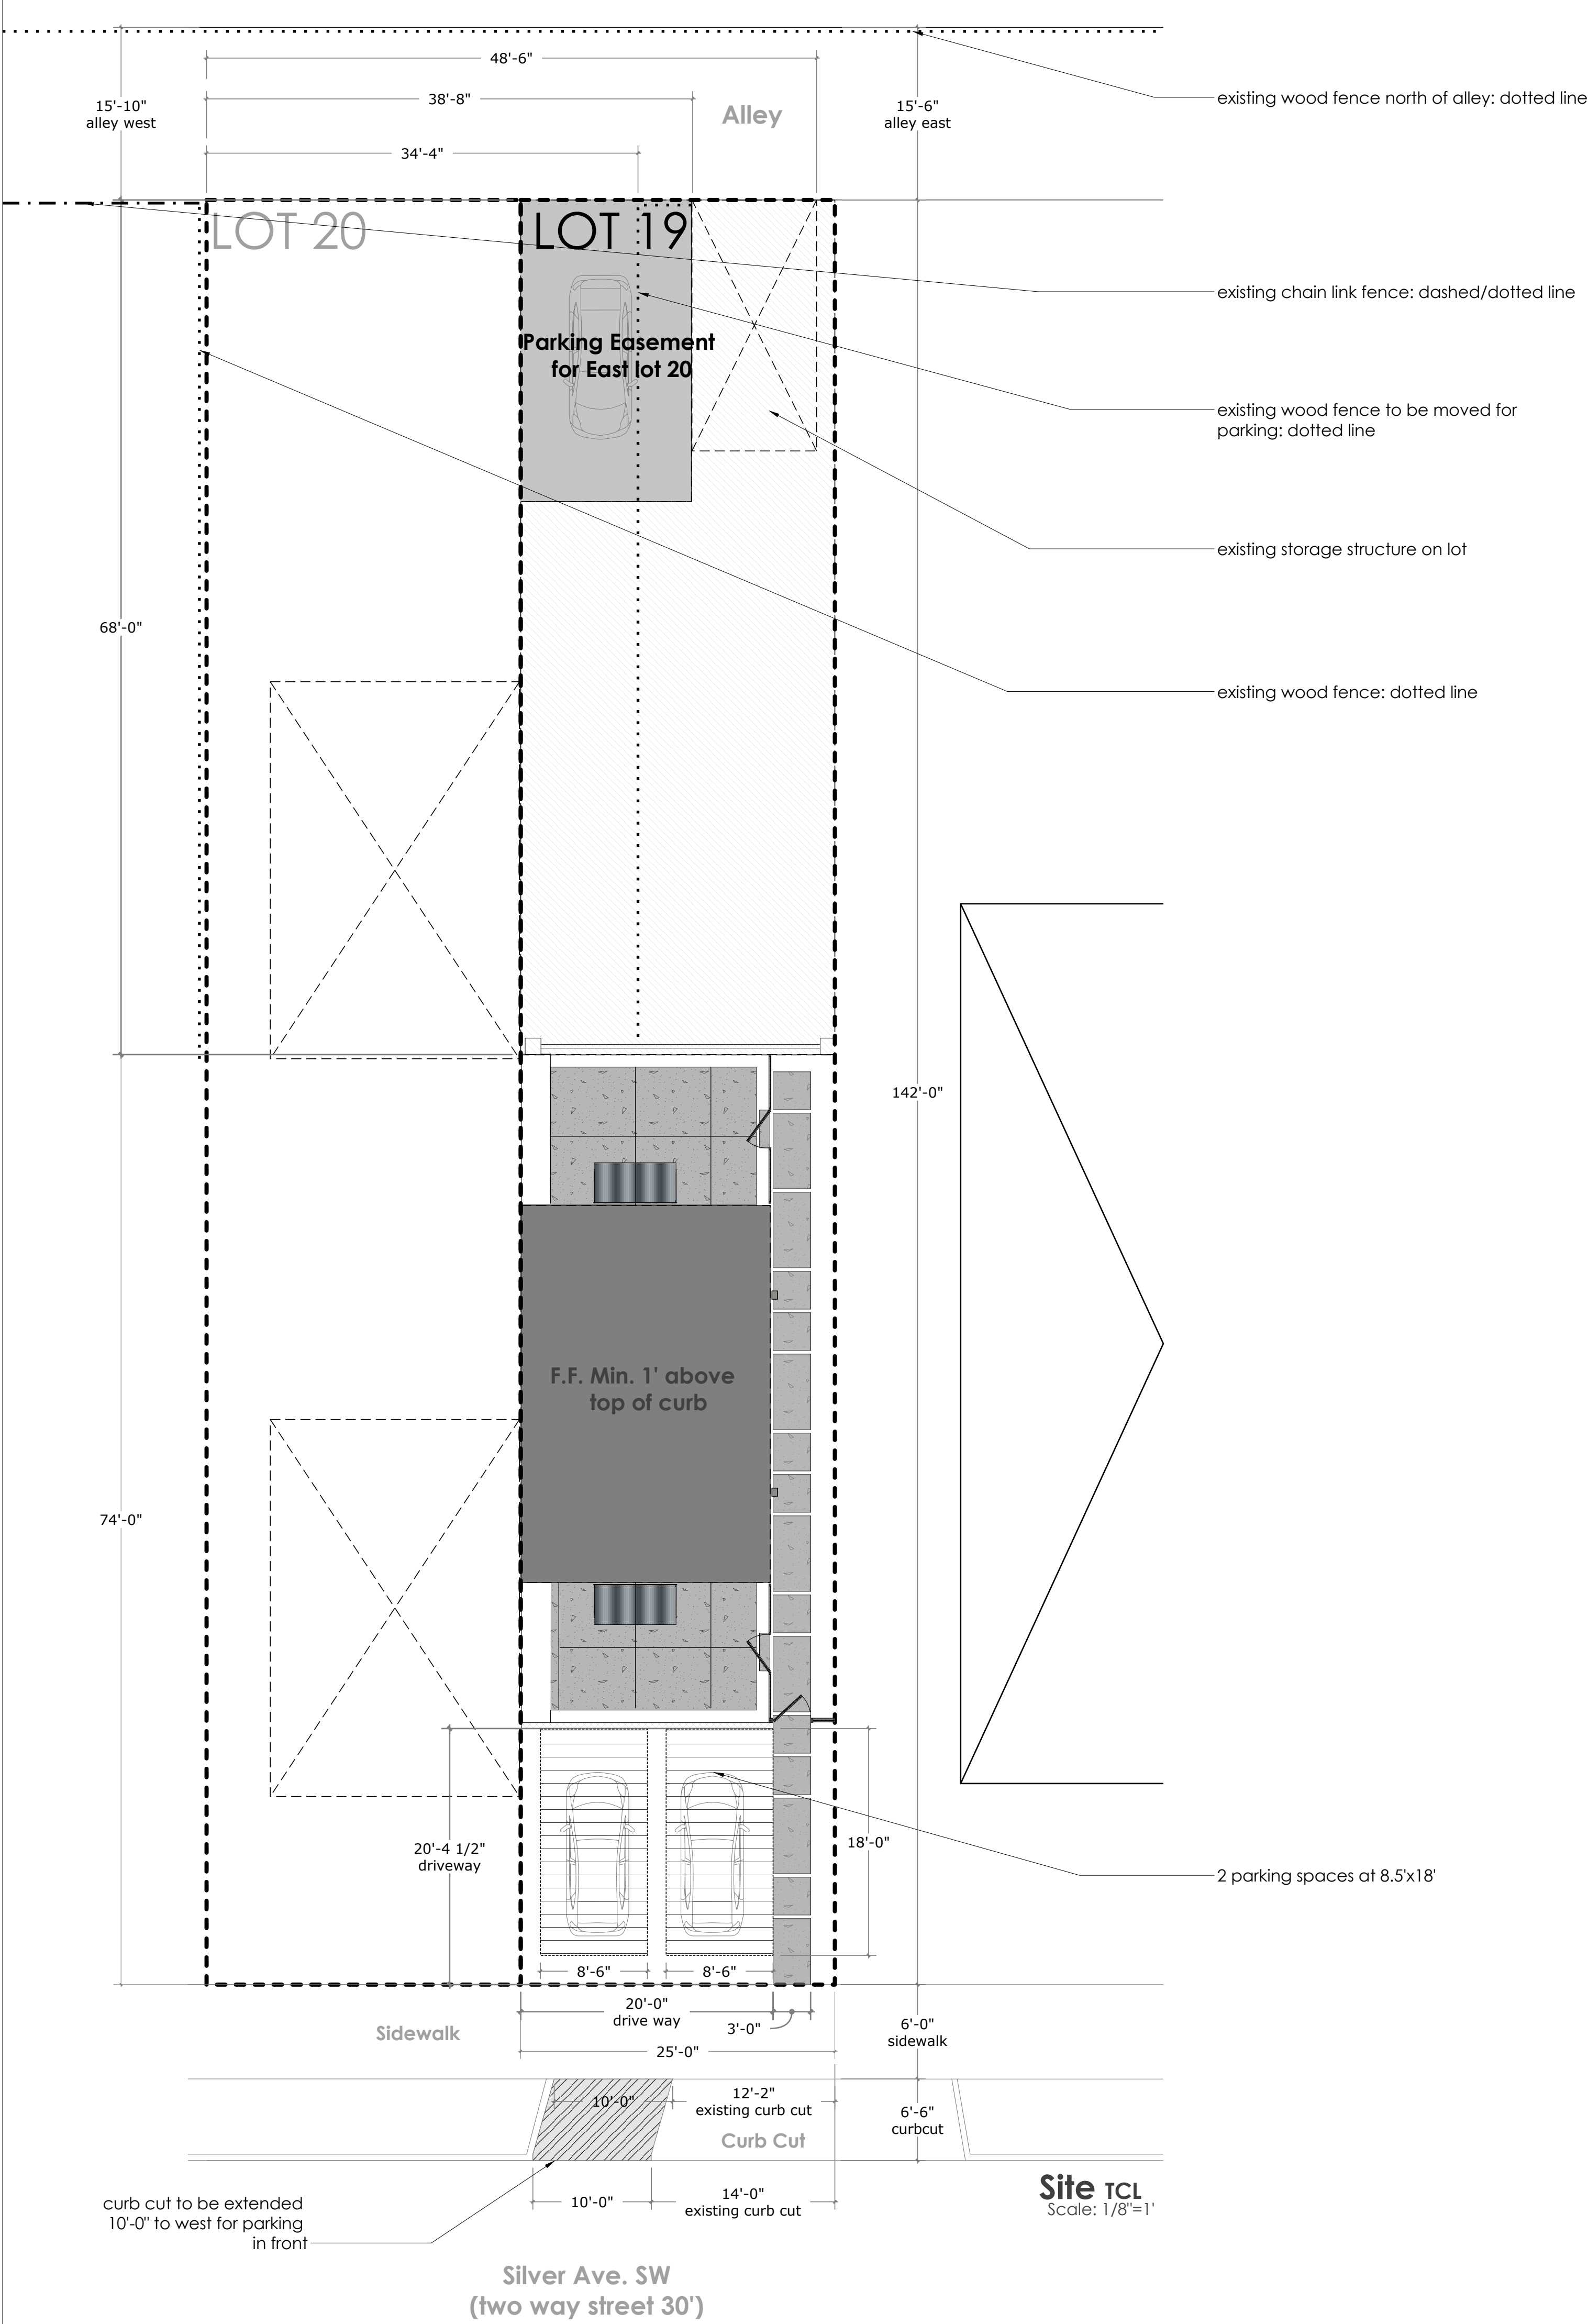 48'-6"
existing wood fence north of alley: dotted line
38'-8"
15'-10"
alley west
Alley
15'-6"
alley east
34'-4"
LOT 20
LOT 19
existing chain link fence: dashed/dotted line
Parking Easement
for East lot 20
existing wood fence to be moved for
parking: dotted line
existing storage structure on lot
68'-0"
existing wood fence: dotted line
142'-0"
F.F. Min. 1' above
top of curb
74'-0"
20'-4 1/2"
driveway
18'-0"
2 parking spaces at 8.5'x18'
8'-6"
8'-6"
20'-0"
drive way
3'-0"
Sidewalk
6'-0"
sidewalk
25'-0"
10'-0"
12'-2"
existing curb cut
6'-6"
curbcut
Curb Cut
Site TCL
Scale: 1/8"=1'
10'-0"
14'-0"
existing curb cut
curb cut to be extended
10'-0" to west for parking
in front
Silver Ave. SW
(two way street 30')